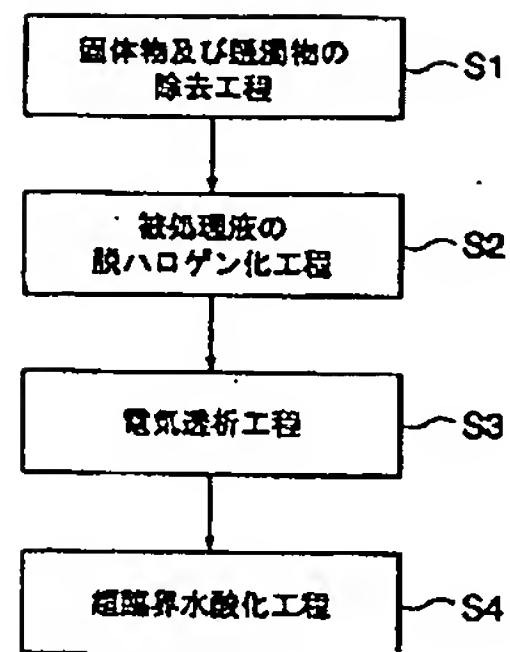 固体物及び懸濁物の
除去工程
S1
被処理液の
脱ハロゲン化工程
S2
電気透析工程
S3
超臨界水酸化工程
S4